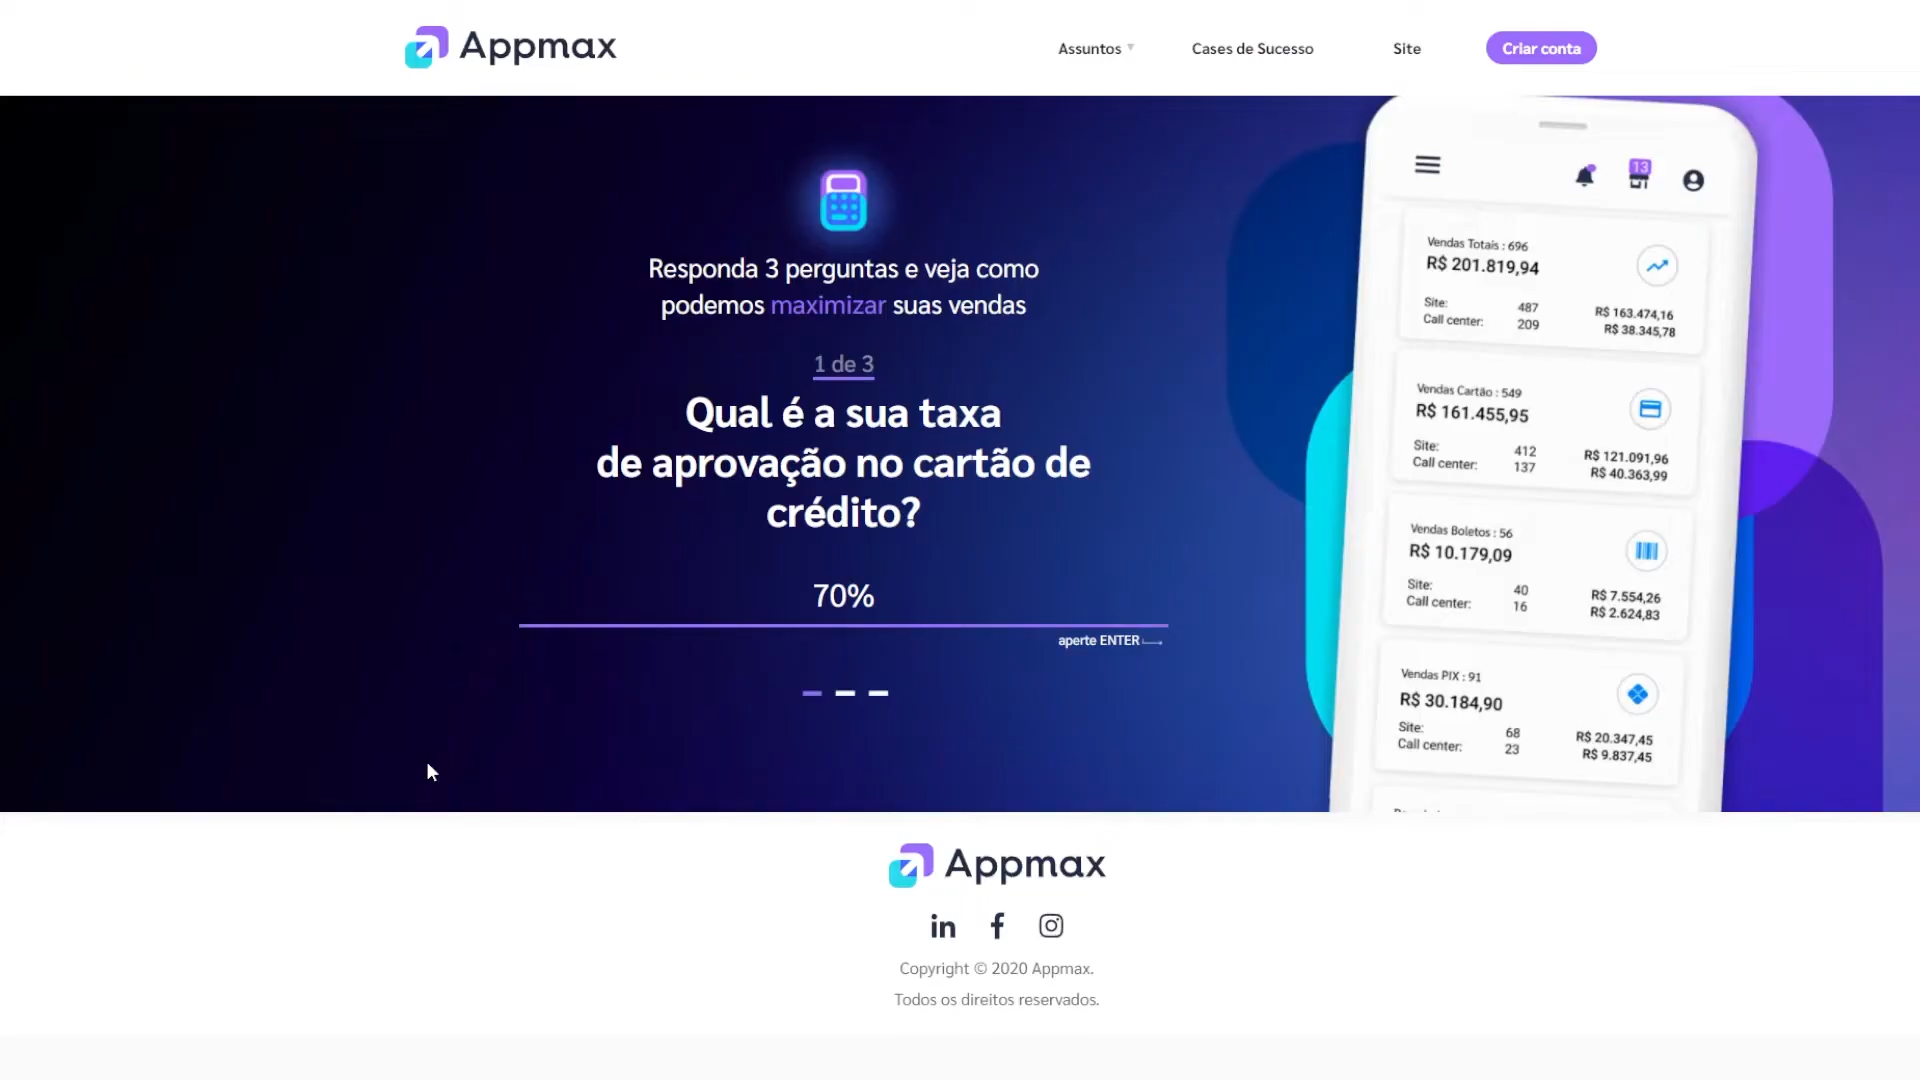 Appmax
Assuntos
Cases de Sucesso
Site
Criar conta
Responda 3 perguntas e veja como
podemos maximizar suas vendas
1 de 3
Qual é a sua taxa
de aprovação no cartão de
crédito?
70%
aperte ENTER
13
Vendas Totais : 696
R$ 201.819,94
Site: 487 R$ 163.474,16
Call center: 209 R$ 38.345,78
Vendas Cartão : 549
R$ 161.455,95
Site: 412 R$ 121.091,96
Call center: 137 R$ 40.363,99
Vendas Boletos : 56
R$ 10.179,09
Site: 40 R$ 7.554,26
Call center: 16 R$ 2.624,83
Vendas PIX : 91
R$ 30.184,90
Site: 68 R$ 20.347,45
Call center: 23 R$ 9.837,45
Appmax
Copyright © 2020 Appmax.
Todos os direitos reservados.